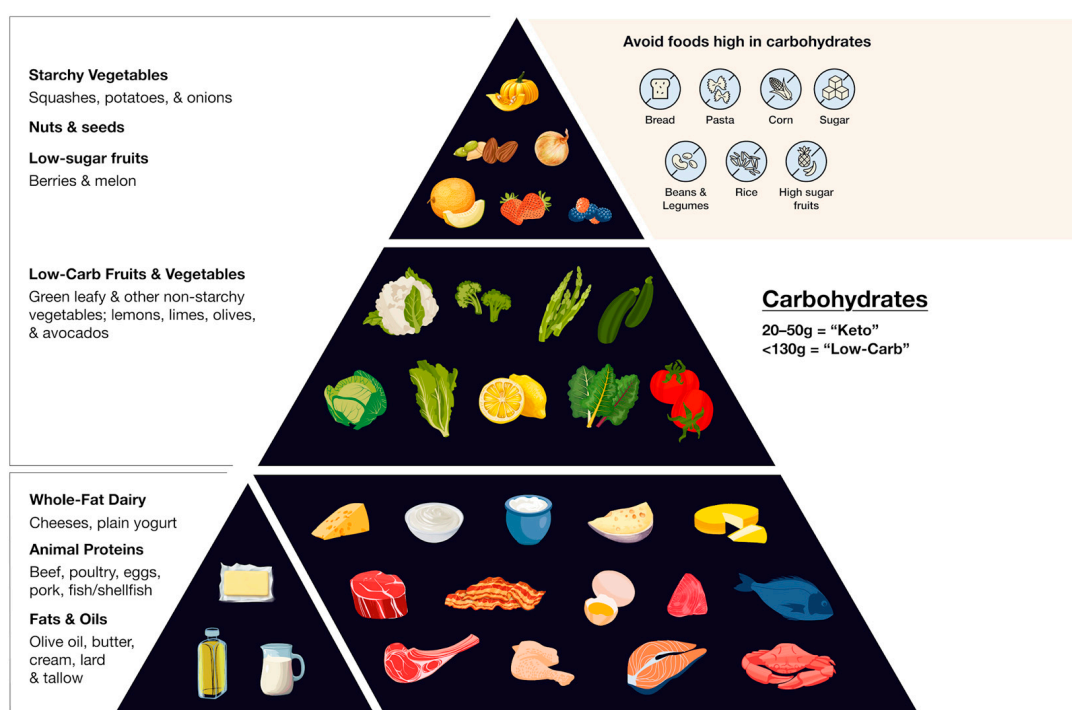 Starchy Vegetables
Squashes, potatoes, & onions
Nuts & seeds
Low-sugar fruits
Berries & melon
Avoid foods high in carbohydrates
Bread
Pasta
Corn
Sugar
Beans &
Legumes
Rice
High sugar
fruits
Low-Carb Fruits & Vegetables
Green leafy & other non-starchy
vegetables; lemons, limes, olives,
& avocados
Carbohydrates
20–50g = “Keto”
<130g = “Low-Carb”
Whole-Fat Dairy
Cheeses, plain yogurt
Animal Proteins
Beef, poultry, eggs,
pork, fish/shellfish
Fats & Oils
Olive oil, butter,
cream, lard
& tallow